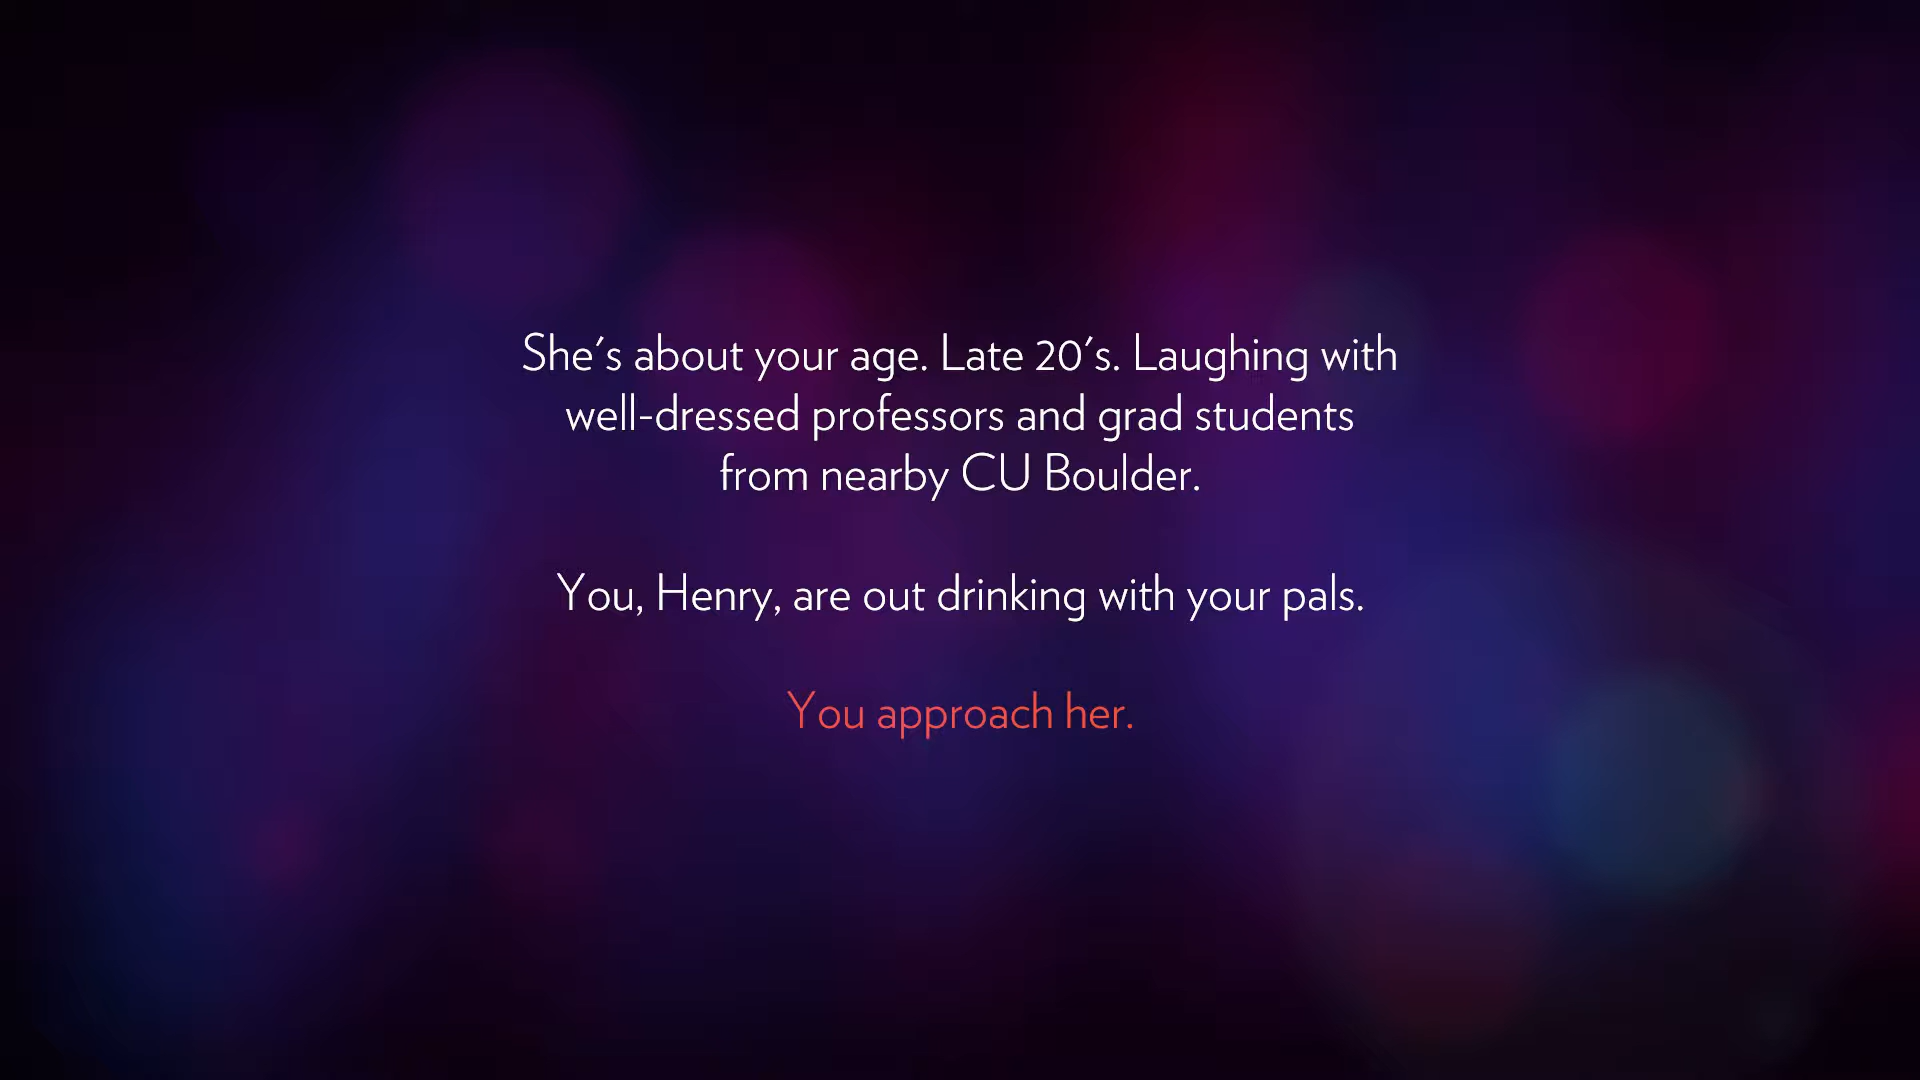 She's about your age. Late 20's. Laughing with
well-dressed professors and grad students
from nearby CU Boulder.
You, Henry, are out drinking with your pals.
You approach her.